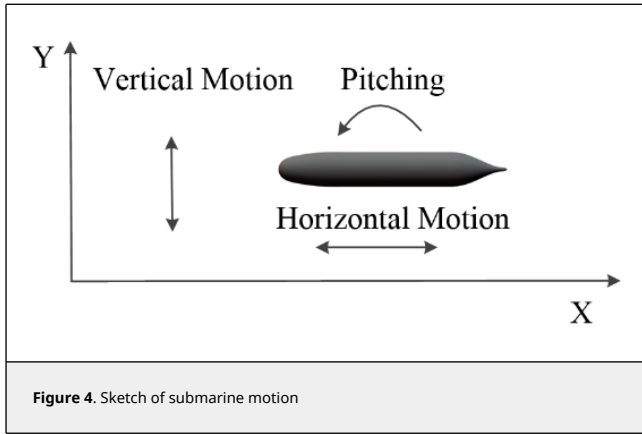 Y
Vertical Motion
Pitching
Horizontal Motion
X
Figure 4. Sketch of submarine motion